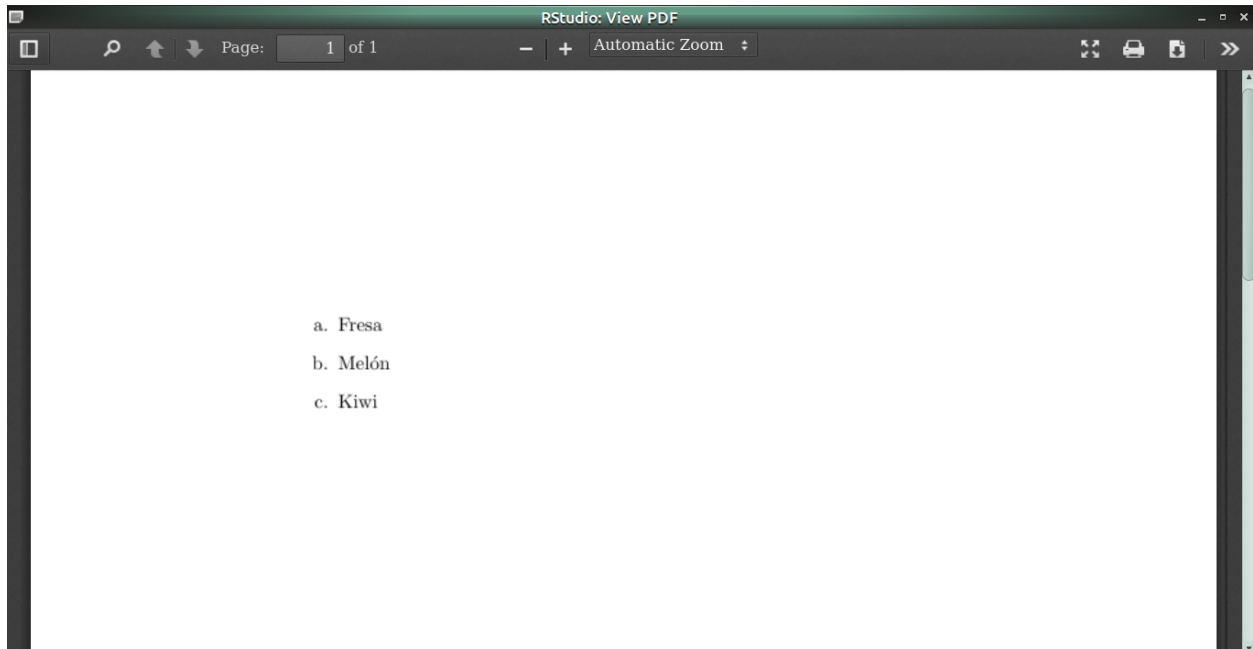 RStudio: View PDF
Page: 1 of 1 Automatic Zoom
a. Fresa
b. Melón
c. Kiwi